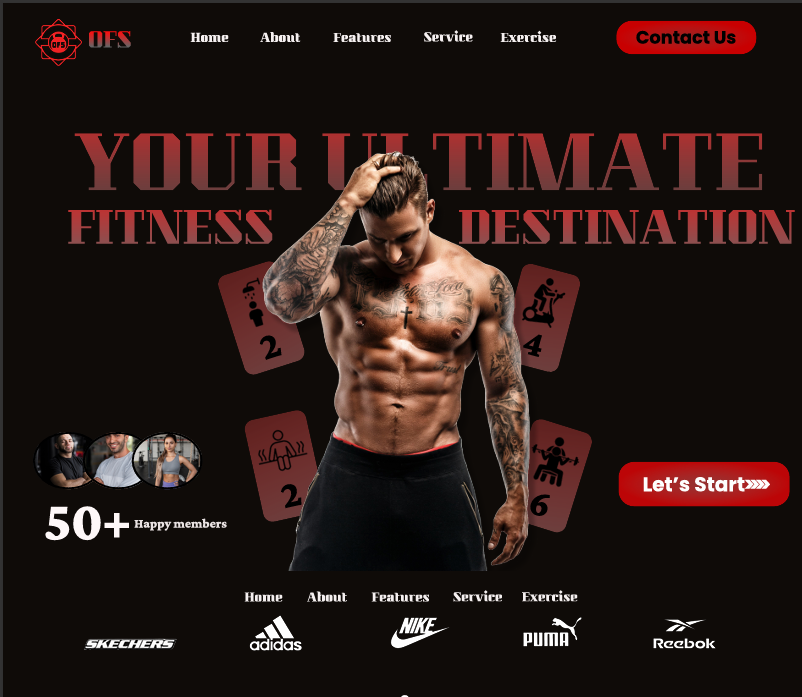 OFS
Home About Features Service Exercise
Contact Us
YOUR ULTIMATE
FITNESS DESTINATION
2
4
2
6
50+ Happy members
Let's Start
Home About Features Service Exercise
SKECHERS
adidas
NIKE
PUMA
Reebok